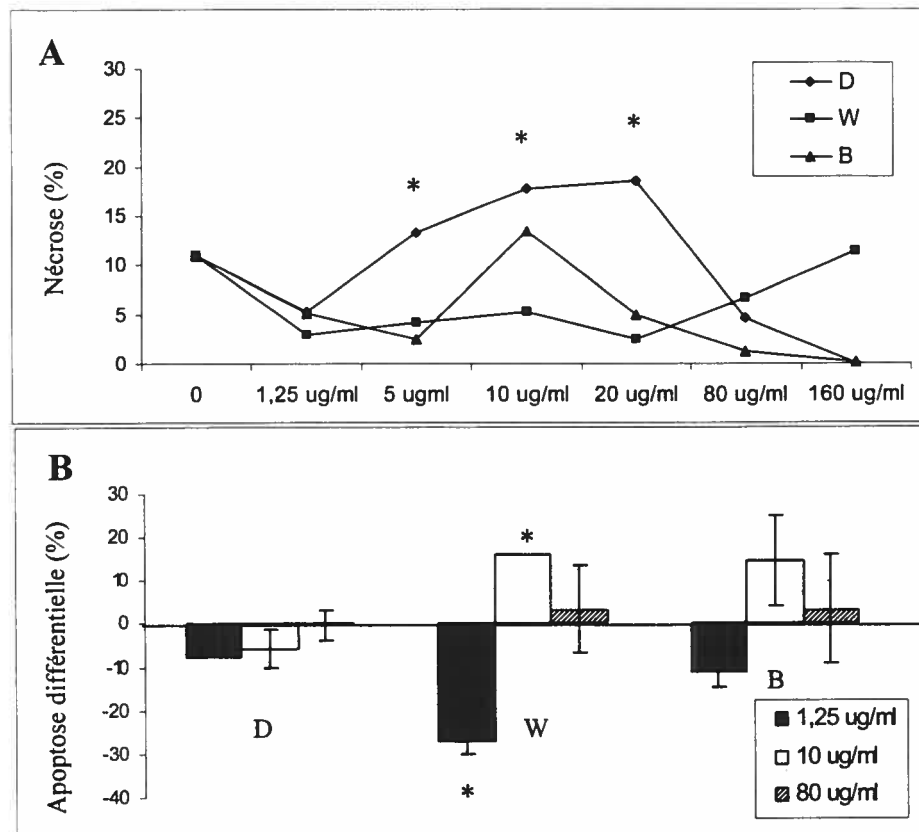 A
Nécrose (%)
30
25
20
15
10
5
0
* * *
D
W
B
0 1,25 ug/ml 5 ugml 10 ug/ml 20 ug/ml 80 ug/ml 160 ug/ml
B
Apoptose différentielle (%)
30
20
10
0
-10
-20
-30
-40
*
*
D
W
B
1,25 ug/ml
10 ug/ml
80 ug/ml